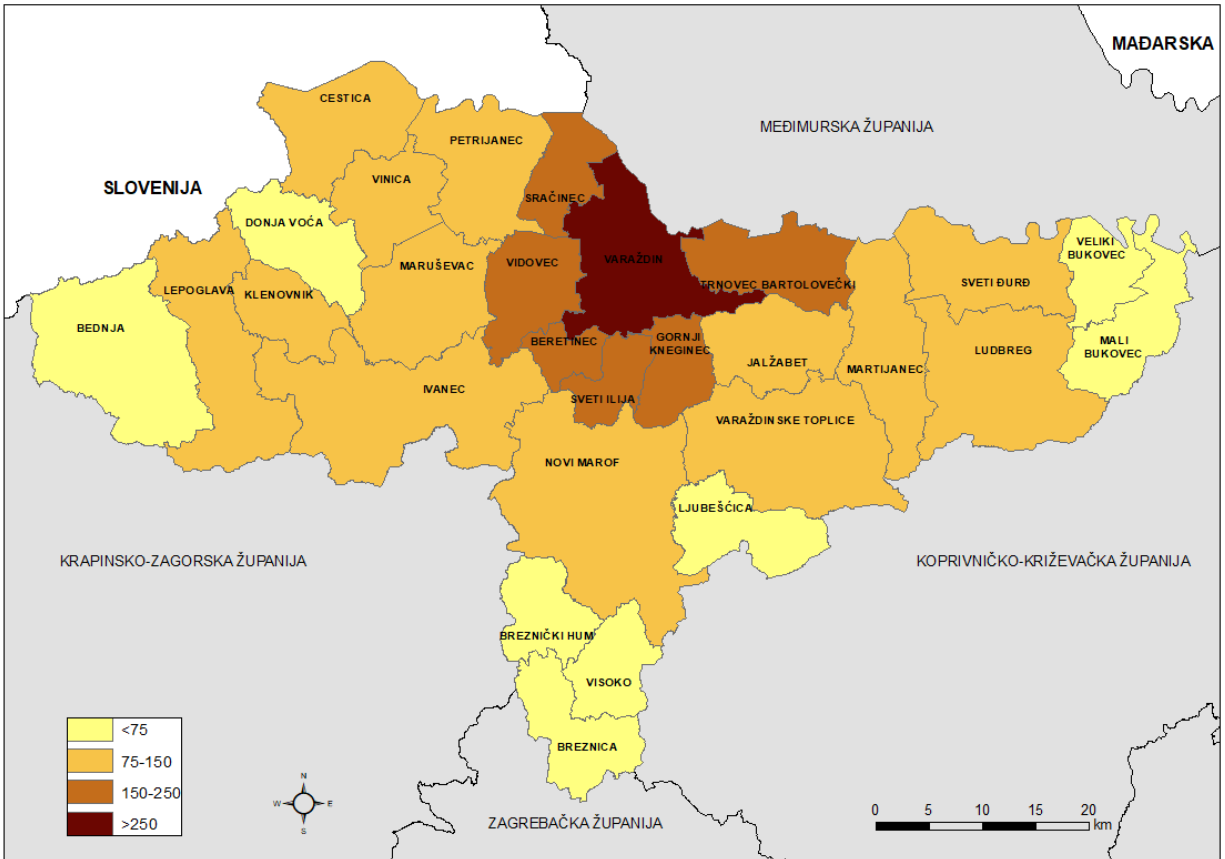 MAĐARSKA
CESTICA
MEĐIMURSKA ŽUPANIJA
PETRIJANEC
VINICA
SLOVENIJA
SRAČINEC
DONJA VOĆA
VELIKI
BUKOVEC
VARAŽDIN
VIDOVEC
MARUŠEVAC
LEPOGLAVA
KLENOVNIK
TRNOVEC BARTOLOVEČKI
SVETI ĐURĐ
BEDNJA
BERETINEC
GORNJI
KNEGINEC
MALI
BUKOVEC
LUDBREG
JALŽABET
MARTIJANEC
IVANEC
SVETI ILIJA
VARAŽDINSKE TOPLICE
NOVI MAROF
LJUBEŠĆICA
KRAPINSKO-ZAGORSKA ŽUPANIJA
KOPRIVNIČKO-KRIŽEVAČKA ŽUPANIJA
BREZNIČKI HUM
VISOKO
BREZNICA
<75
75-150
150-250
>250
N
W
E
S
ZAGREBAČKA ŽUPANIJA
0 5 10 15 20
km